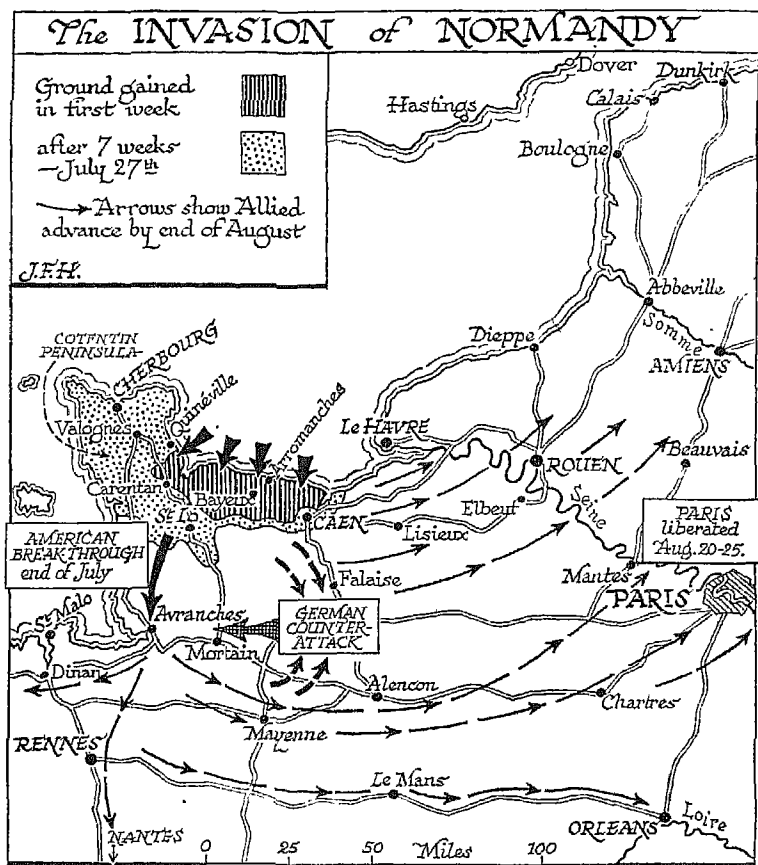 The INVASION of NORMANDY
Ground gained
in first week
after 7 weeks
—July 27th
Arrows show Allied
advance by end of August
J.F.H.
Dover
Dunkirk
Calais
Hastings
Boulogne
Abbeville
Somme
AMIENS
Dieppe
COTENTIN
PENINSULA
CHERBOURG
Quinéville
Valognes
Arromanches
Le HAVRE
ROUEN
Beauvais
Carentan
Bayeux
St Lô
CAEN
Elbeuf
Lisieux
Seine
PARIS
liberated
Aug. 20-25.
AMERICAN
BREAK THROUGH
end of July
Falaise
Mantes
PARIS
St Malo
Avranches
GERMAN
COUNTER-
ATTACK
Mortain
Dinan
Alencon
Chartres
Mayenne
RENNES
Le Mans
ORLEANS
Loire
NANTES
0 25 50 Miles 100